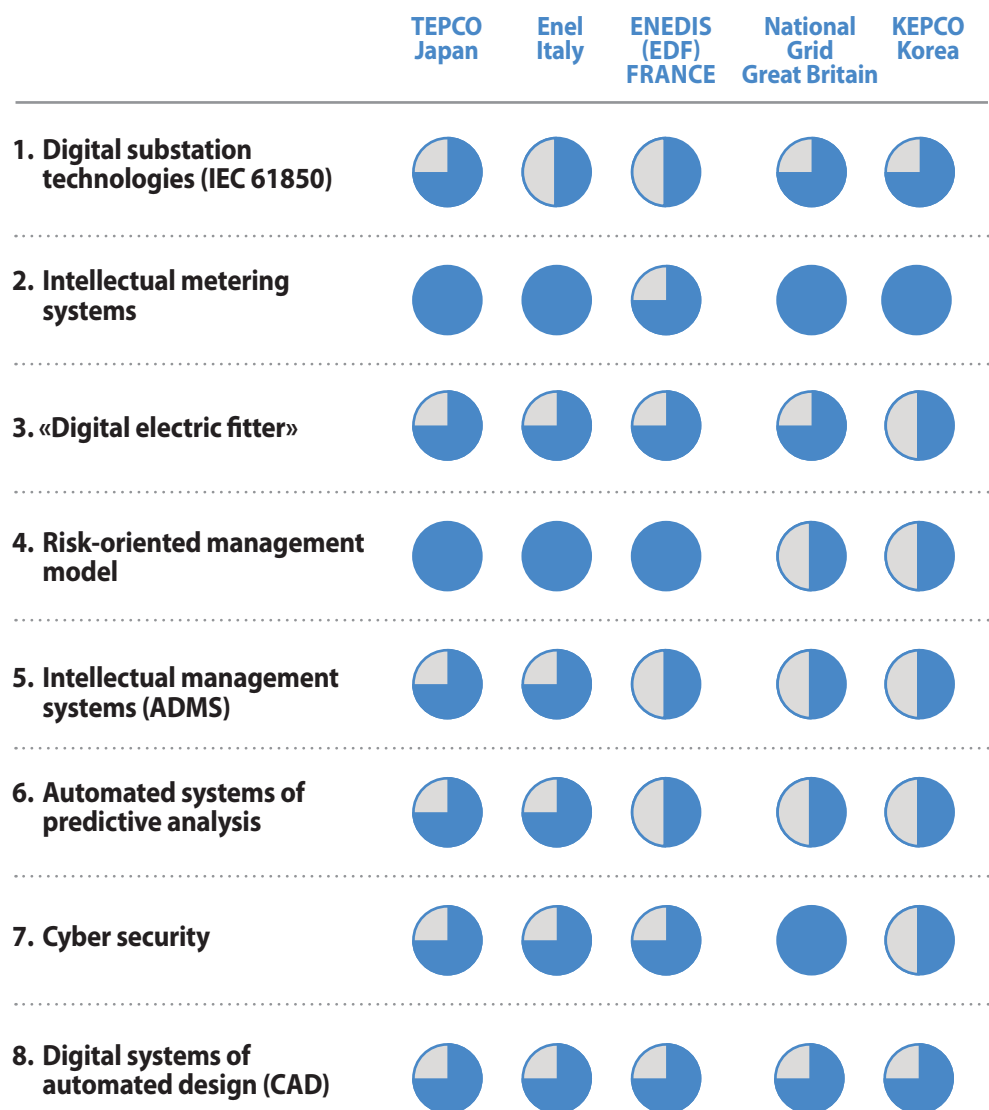 TEPCO
Japan
Enel
Italy
ENEDIS
(EDF)
FRANCE
National
Grid
Great Britain
KEPCO
Korea
1. Digital substation
technologies (IEC 61850)
2. Intellectual metering
systems
3. «Digital electric fitter»
4. Risk-oriented management
model
5. Intellectual management
systems (ADMS)
6. Automated systems of
predictive analysis
7. Cyber security
8. Digital systems of
automated design (CAD)